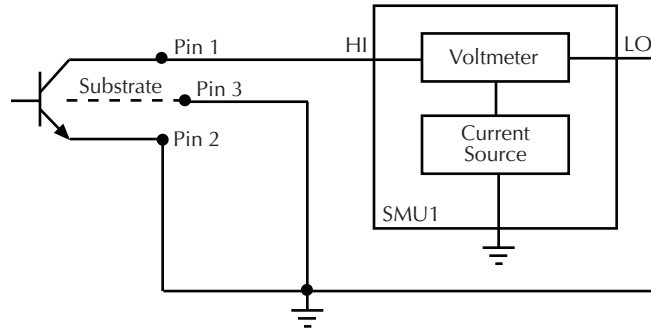 Pin 1
HI
Voltmeter
LO
Substrate
Pin 3
Pin 2
Current
Source
SMU1